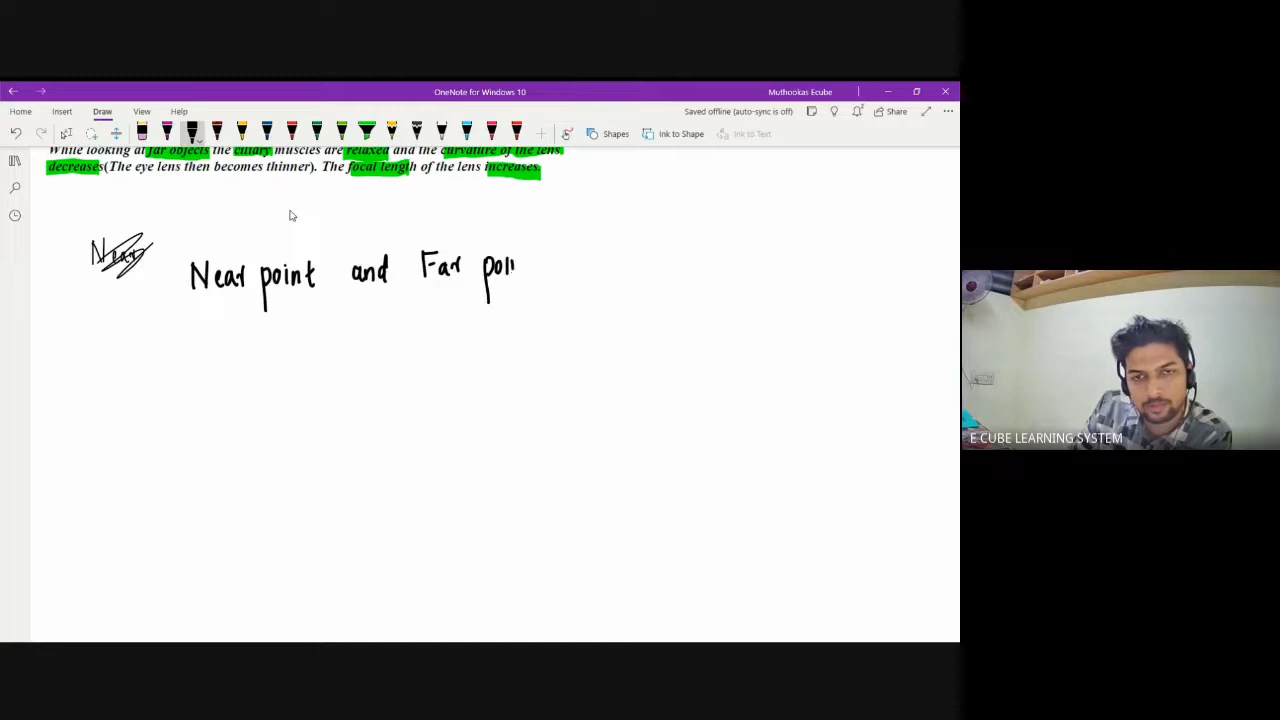 OneNote for Windows 10
Muthookas Ecube
Home Insert Draw View Help
Saved offline (auto-sync is off)
Share
Shapes
Ink to Shape
Ink to Text
While looking at far objects the ciliary muscles are relaxed and the curvature of the lens
decreases(The eye lens then becomes thinner). The focal length of the lens increases.
Near
Near point and Far poi
E CUBE LEARNING SYSTEM